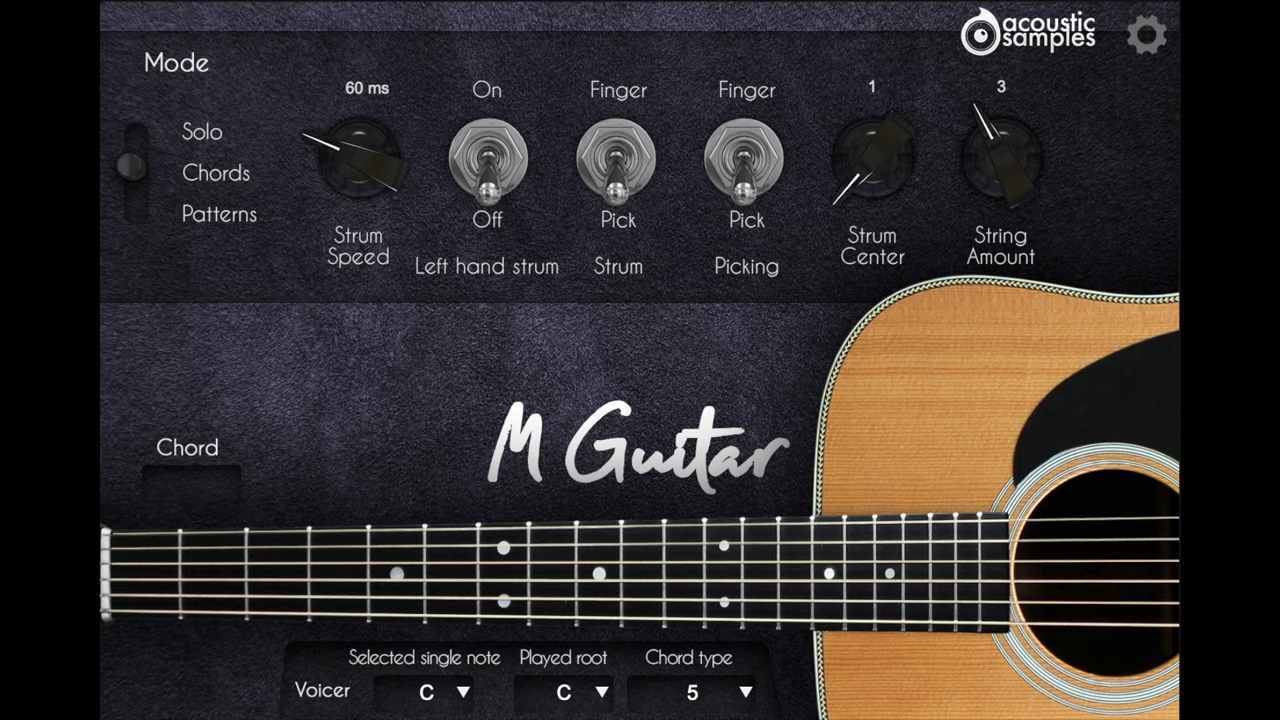 acoustic
samples
Mode
Solo
Chords
Patterns
60 ms
Strum
Speed
On
Off
Left hand strum
Finger
Pick
Strum
Finger
Pick
Picking
1
Strum
Center
3
String
Amount
M Guitar
Chord
Voicer
Selected single note
C
Played root
C
Chord type
5